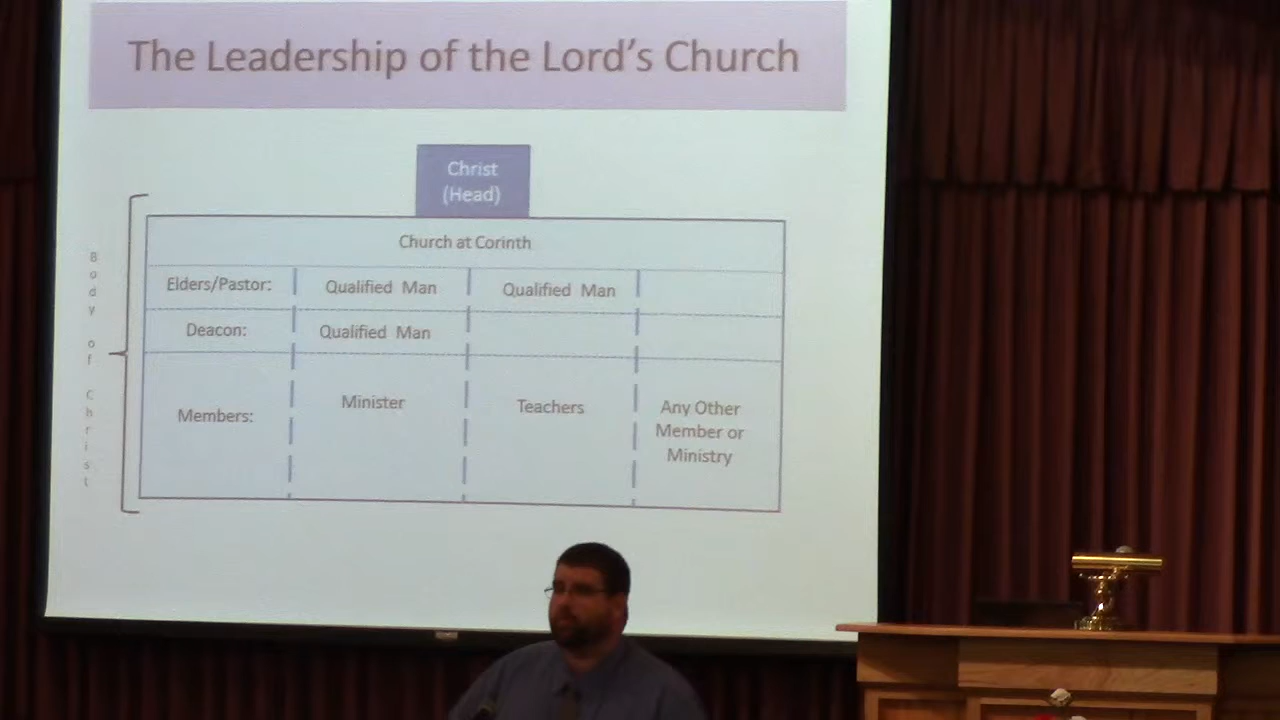 The Leadership of the Lord's Church
Christ
(Head)
Church at Corinth
Elders/Pastor: Qualified Man Qualified Man
Deacon: Qualified Man
Members: Minister Teachers Any Other
Member or
Ministry
Body of Christ